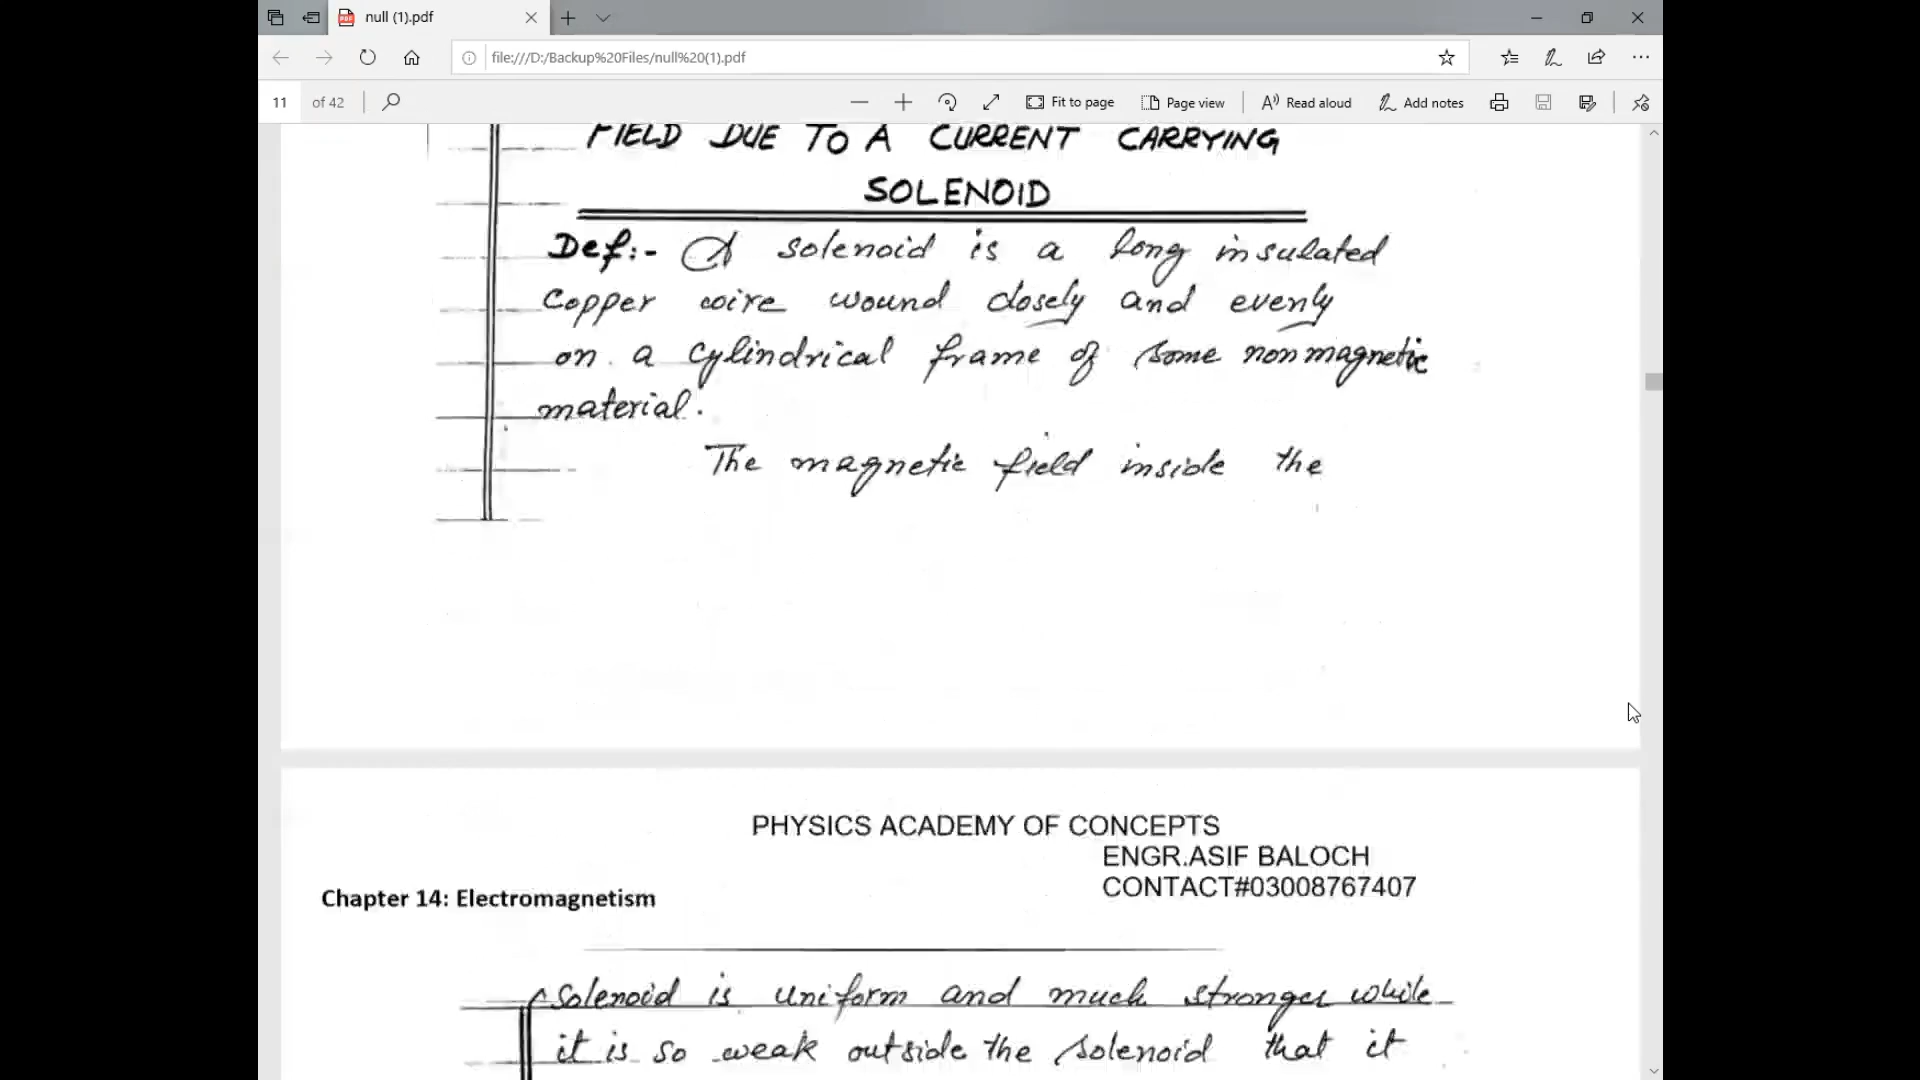 null (1).pdf
file:///D:/Backup%20Files/null%20(1).pdf
11 of 42
Fit to page
Page view
Read aloud
Add notes
FIELD DUE TO A CURRENT CARRYING
SOLENOID
Def:- A solenoid is a long insulated
copper wire wound closely and evenly
on a cylindrical frame of some nonmagnetic
material.
The magnetic field inside the
PHYSICS ACADEMY OF CONCEPTS
ENGR.ASIF BALOCH
CONTACT#03008767407
Chapter 14: Electromagnetism
solenoid is uniform and much stronger while
it is so weak outside the solenoid that it